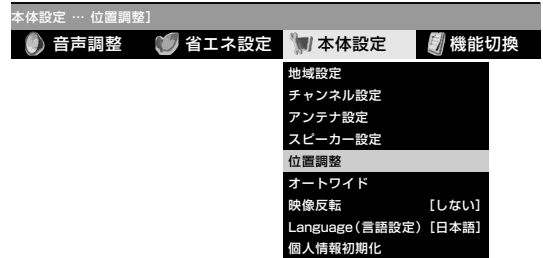 本体設定 … 位置調整]
音声調整 省エネ設定 本体設定 機能切換
地域設定
チャンネル設定
アンテナ設定
スピーカー設定
位置調整
オートワイド
映像反転 [しない]
Language(言語設定) [日本語]
個人情報初期化